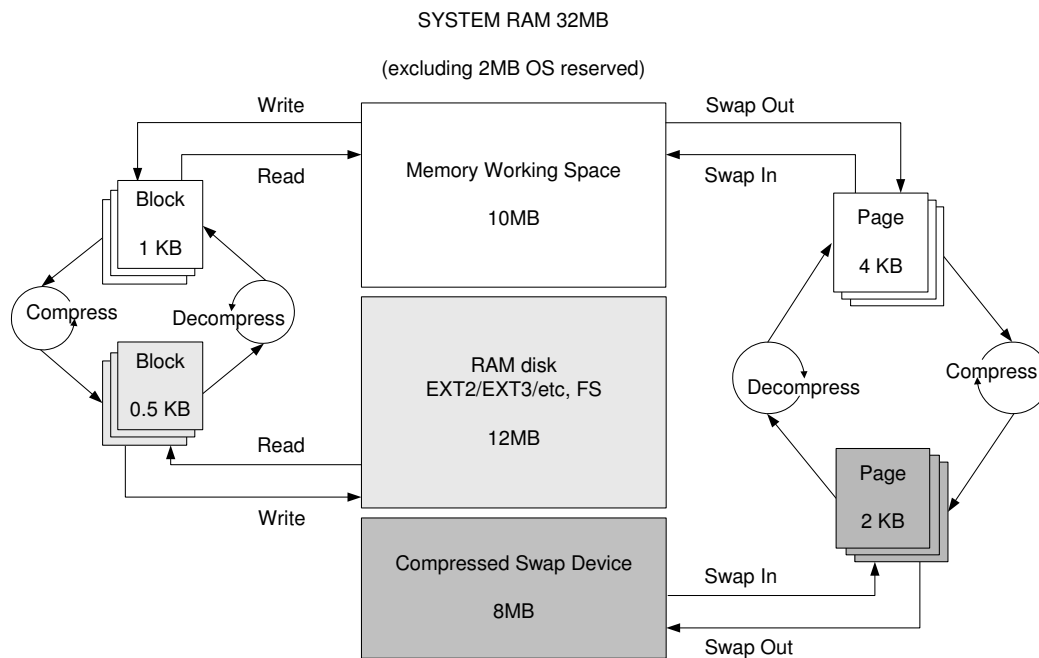 SYSTEM RAM 32MB
(excluding 2MB OS reserved)
Write
Swap Out
Read
Swap In
Memory Working Space
10MB
Block
1 KB
Page
4 KB
Compress
Decompress
Block
0.5 KB
RAM disk
EXT2/EXT3/etc, FS
12MB
Decompress
Compress
Read
Write
Page
2 KB
Compressed Swap Device
8MB
Swap In
Swap Out